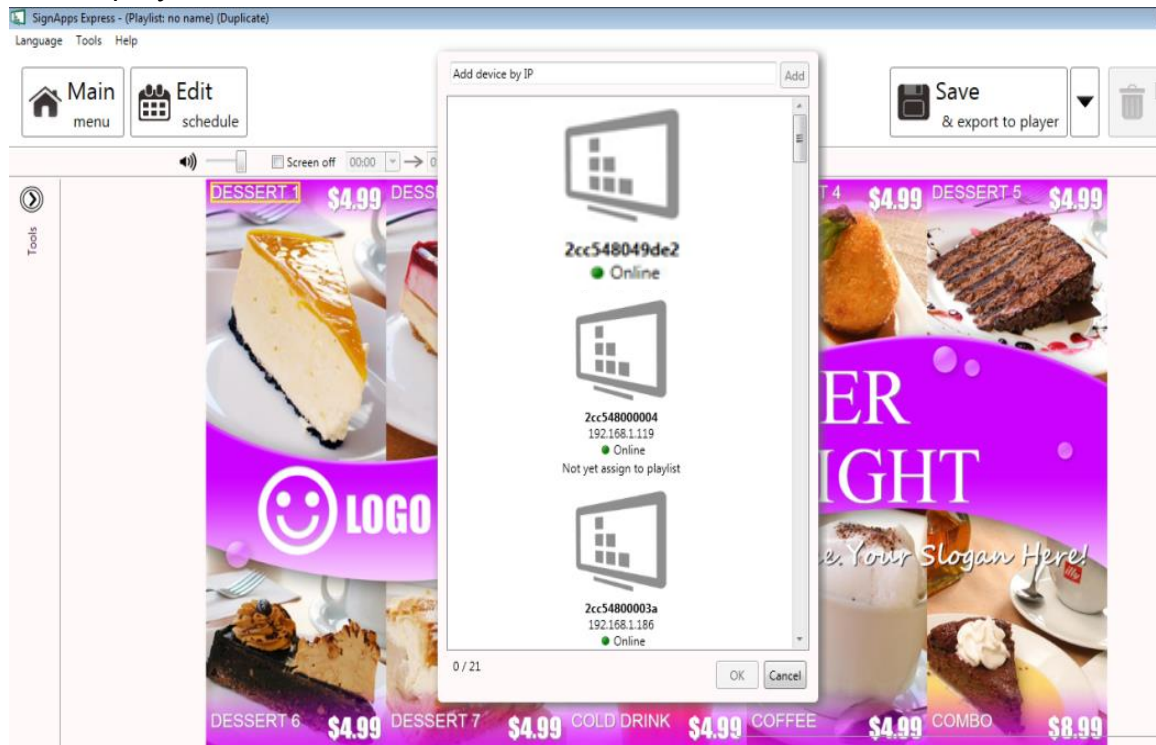 SignApps Express - (Playlist: no name) (Duplicate)
Language Tools Help
Main
menu
Edit
schedule
Add device by IP
Add
Save
& export to player
Screen off 00:00
Tools
2cc548049de2
Online
2cc548000004
192.168.1.119
Online
Not yet assign to playlist
2cc54800003a
192.168.1.186
Online
0 / 21
OK
Cancel
DESSERT 1 $4.99
DESSERT 5 $4.99
$4.99
LOGO
Your Slogan Here!
illy
DESSERT 6 $4.99 DESSERT 7 $4.99 COLD DRINK $4.99 COFFEE $4.99 COMBO $8.99